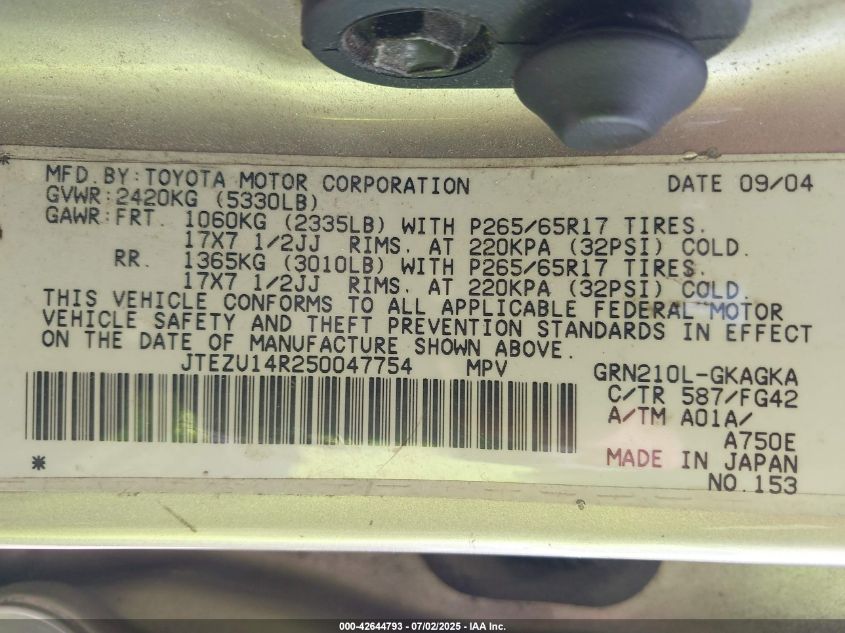 MFD.BY:TOYOTA MOTOR CORPORATION DATE 09/04
GVWR:2420KG (5330LB)
GAWR:FRT. 1060KG (2335LB) WITH P265/65R17 TIRES.
17X7 1/2JJ RIMS. AT 220KPA (32PSI) COLD.
RR. 1365KG (3010LB) WITH P265/65R17 TIRES.
17X7 1/2JJ RIMS. AT 220KPA (32PSI) COLD.
THIS VEHICLE CONFORMS TO ALL APPLICABLE FEDERAL MOTOR
VEHICLE SAFETY AND THEFT PREVENTION STANDARDS IN EFFECT
ON THE DATE OF MANUFACTURE SHOWN ABOVE.
JTEZU14R250047754 MPV
GRN210L-GKAGKA
C/TR 587/FG42
A/TM A01A/
A750E
* MADE IN JAPAN
NO.153
000-42644793 - 07/02/2025 - IAA Inc.